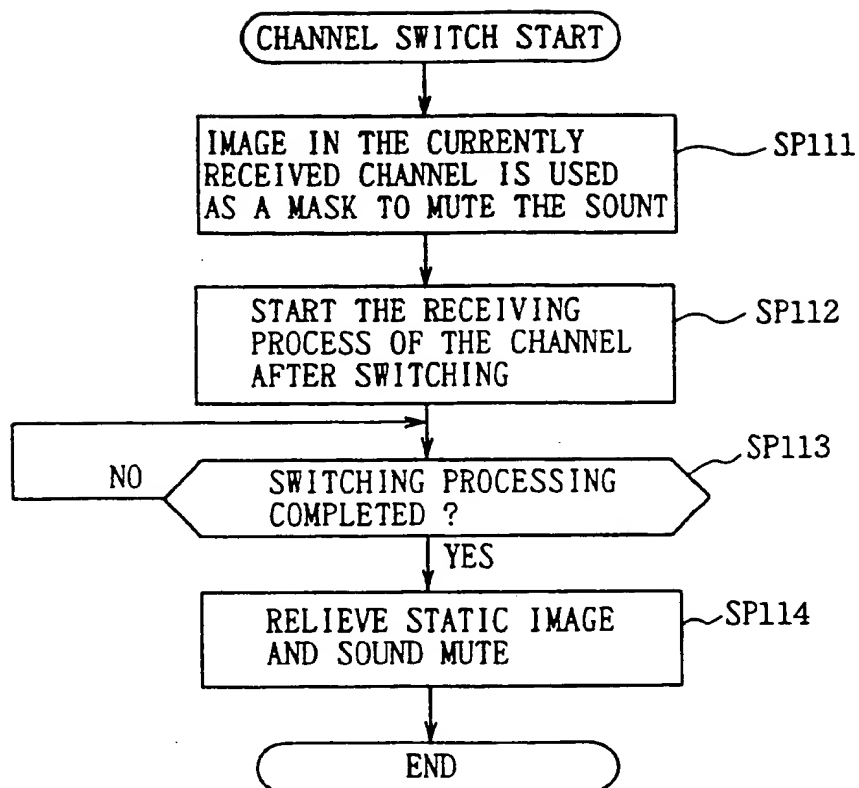 CHANNEL SWITCH START
IMAGE IN THE CURRENTLY
RECEIVED CHANNEL IS USED
AS A MASK TO MUTE THE SOUNT
SP111
START THE RECEIVING
PROCESS OF THE CHANNEL
AFTER SWITCHING
SP112
SWITCHING PROCESSING
COMPLETED ?
SP113
NO
YES
RELIEVE STATIC IMAGE
AND SOUND MUTE
SP114
END